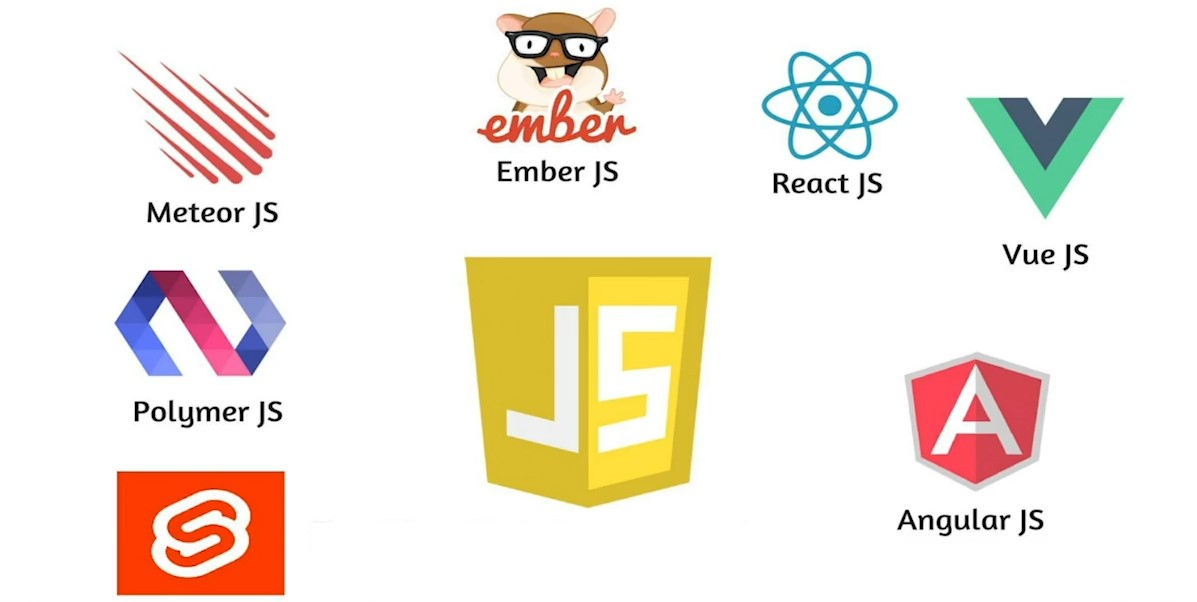 ember
Ember JS
React JS
Meteor JS
Vue JS
JS
Polymer JS
A
Angular JS
S